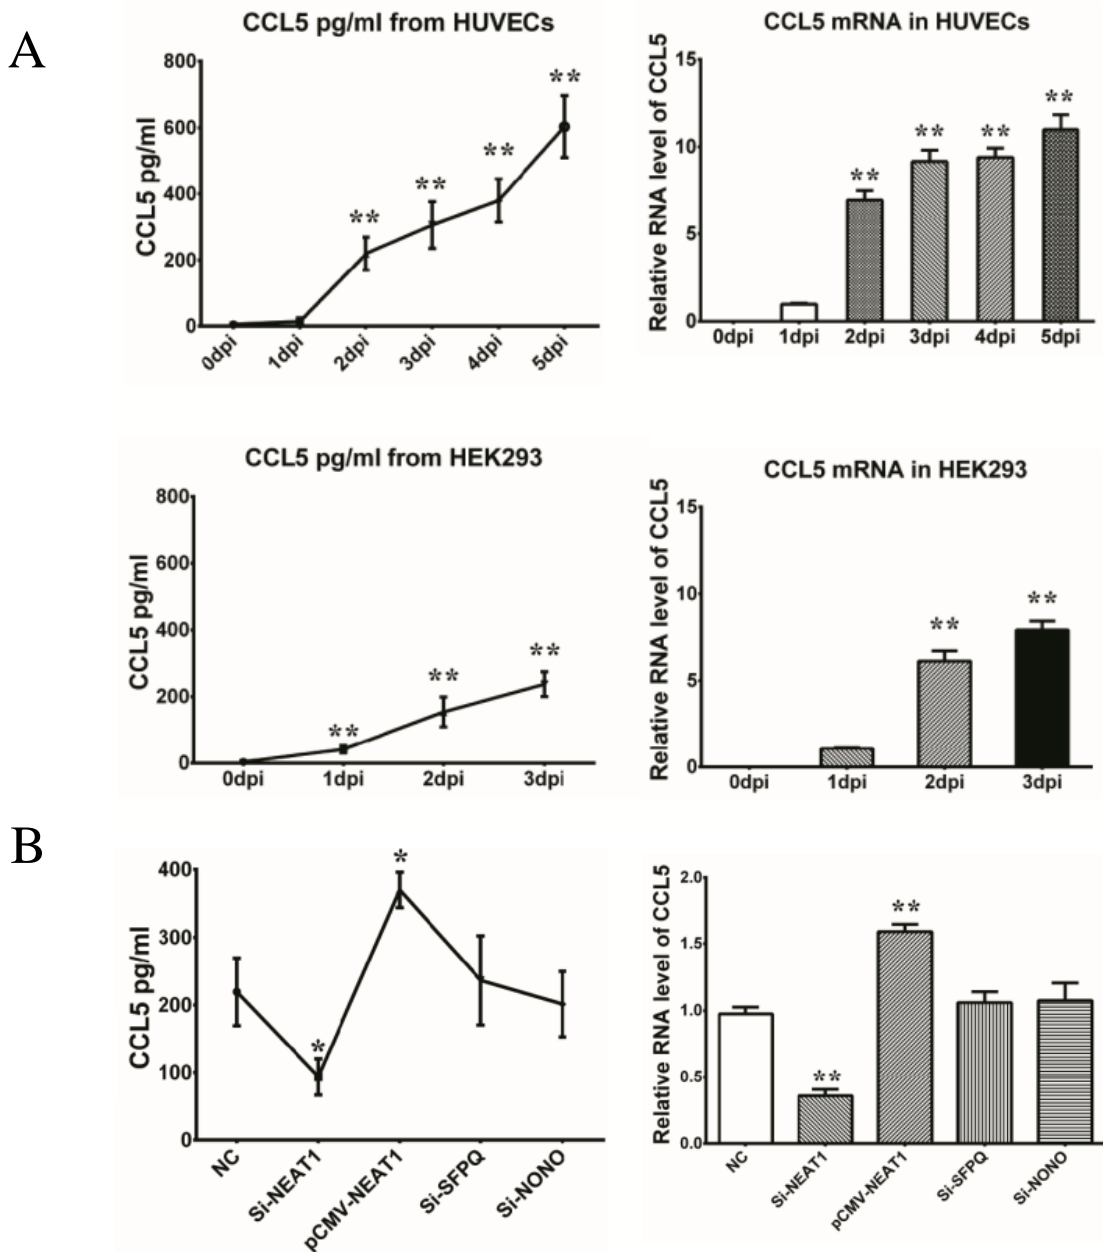 A
CCL5 pg/ml from HUVECs
CCL5 pg/ml
800
600
400
200
0
** ** ** **
0dpi 1dpi 2dpi 3dpi 4dpi 5dpi
CCL5 mRNA in HUVECs
Relative RNA level of CCL5
15
10
5
0
** ** ** **
0dpi 1dpi 2dpi 3dpi 4dpi 5dpi
CCL5 pg/ml from HEK293
CCL5 pg/ml
800
600
400
200
0
** ** **
0dpi 1dpi 2dpi 3dpi
CCL5 mRNA in HEK293
Relative RNA level of CCL5
15
10
5
0
** **
0dpi 1dpi 2dpi 3dpi
B
CCL5 pg/ml
400
300
200
100
0
* *
NC Si-NEAT1 pCMV-NEAT1 Si-SFPQ Si-NONO
Relative RNA level of CCL5
2.0
1.5
1.0
0.5
0.0
** **
NC Si-NEAT1 pCMV-NEAT1 Si-SFPQ Si-NONO